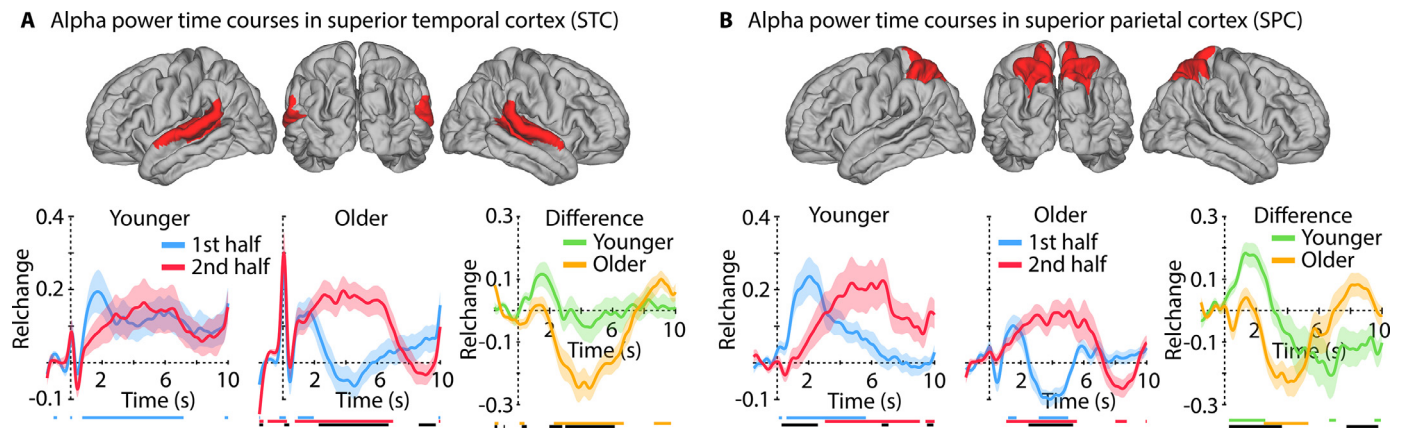 A Alpha power time courses in superior temporal cortex (STC)
0.4
Younger
1st half
2nd half
0.2
-0.1
Relchange
2 6 10
Time (s)
Older
2 6 10
Time (s)
0.3
Difference
Younger
Older
-0.1
-0.3
Relchange
2 6 10
Time (s)
B Alpha power time courses in superior parietal cortex (SPC)
0.4
Younger
0.2
-0.1
Relchange
2 6 10
Time (s)
Older
1st half
2nd half
2 6 10
Time (s)
0.3
Difference
Younger
Older
-0.1
-0.3
Relchange
2 6 10
Time (s)